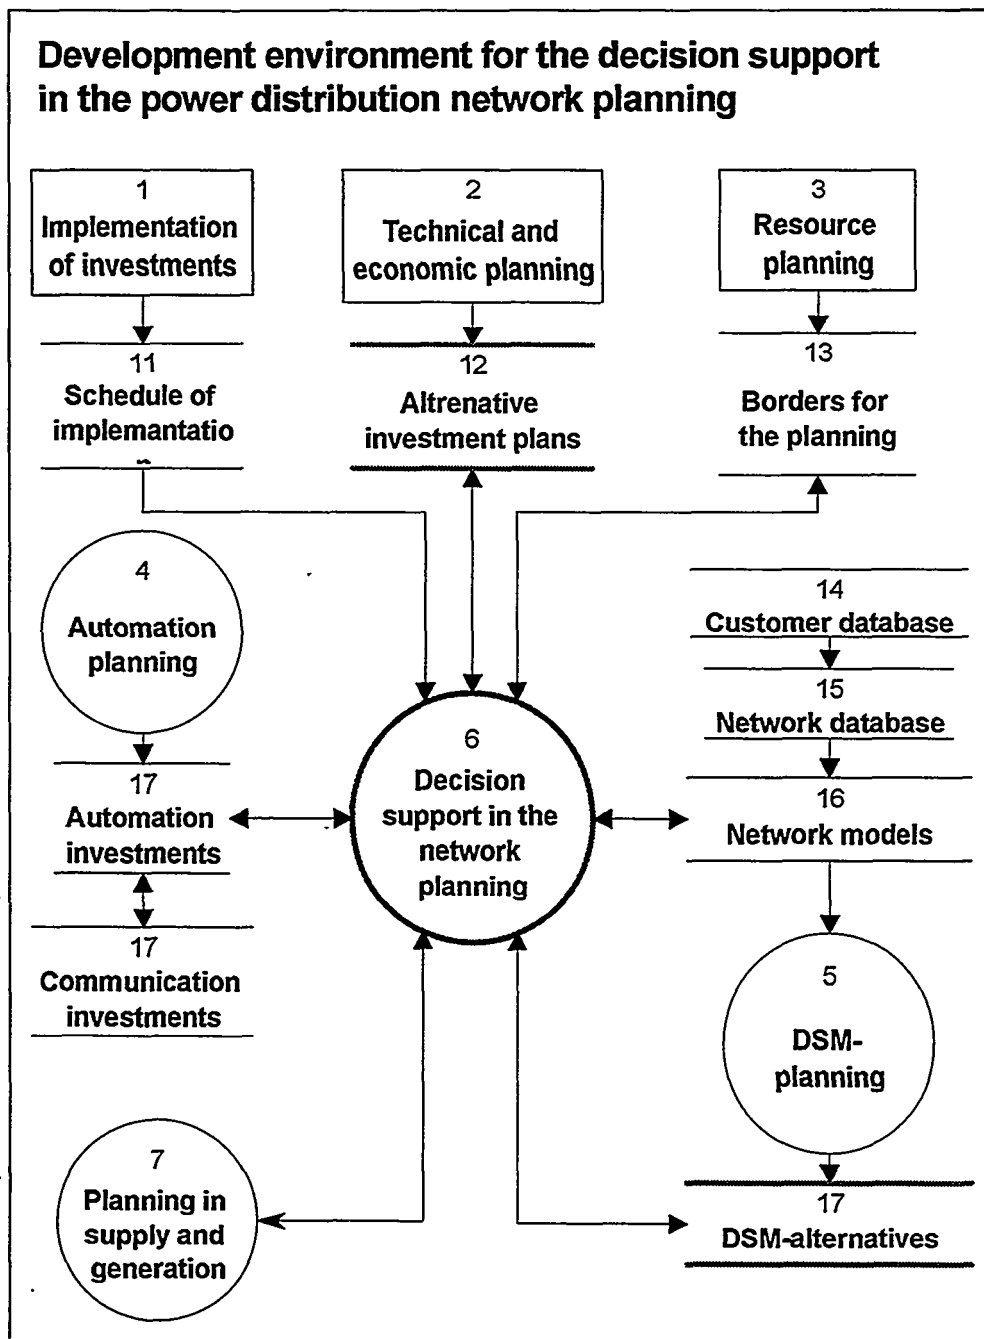 Development environment for the decision support
in the power distribution network planning
1
Implementation
of investments
2
Technical and
economic planning
3
Resource
planning
11
Schedule of
implemantatio
12
Altrenative
investment plans
13
Borders for
the planning
4
Automation
planning
14
Customer database
15
Network database
16
Network models
6
Decision
support in the
network
planning
17
Automation
investments
17
Communication
investments
5
DSM-
planning
7
Planning in
supply and
generation
17
DSM-alternatives